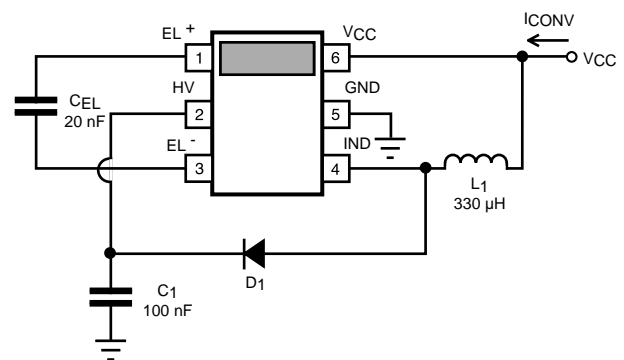 ICONV
EL +
VCC
1
6
VCC
HV
GND
CEL
20 nF
2
5
EL -
IND
3
4
L1
330 µH
D1
C1
100 nF